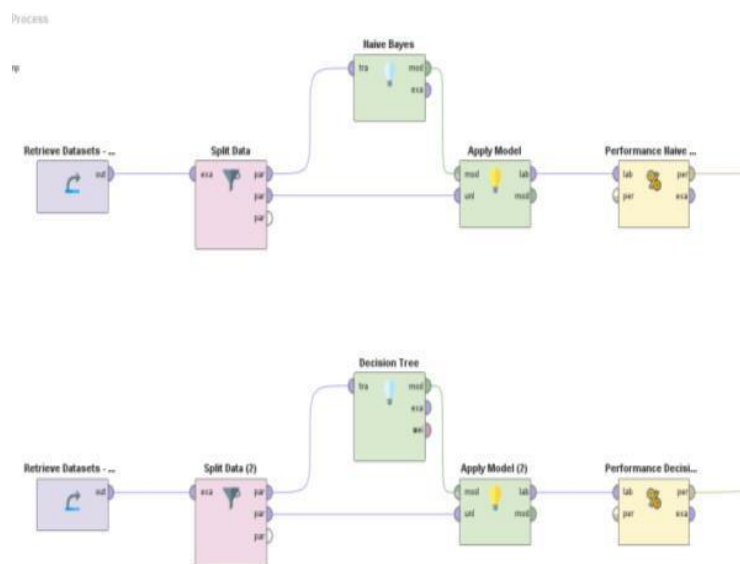 Process
Naive Bayes
tra
mod
exa
Retrieve Datasets - ...
out
Split Data
exa
par
par
par
Apply Model
mod
unl
lab
mod
Performance Naive ...
lab
per
per
exa
Decision Tree
tra
mod
exa
wei
Retrieve Datasets - ...
out
Split Data (2)
exa
par
par
par
Apply Model (2)
mod
unl
lab
mod
Performance Decisi...
lab
per
per
exa